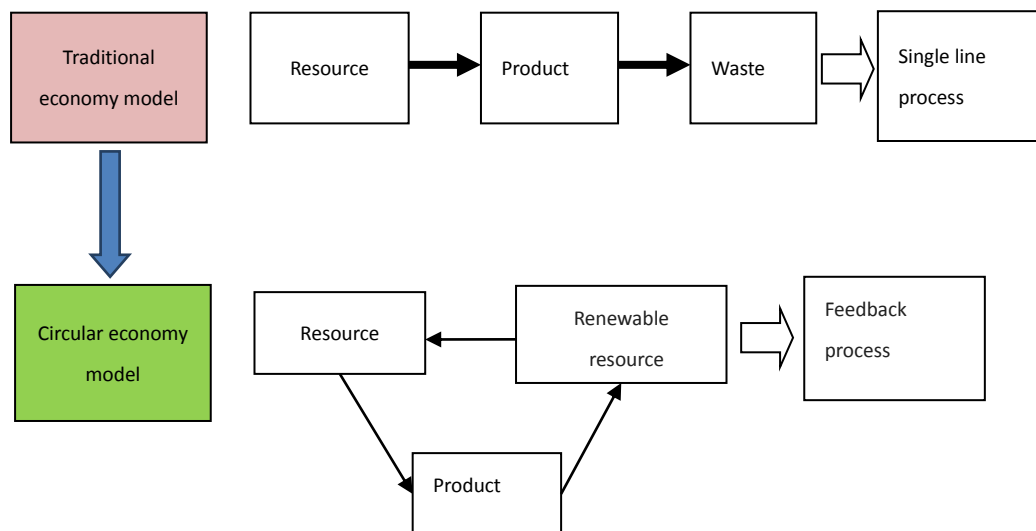 Traditional
economy model
Resource
Product
Waste
Single line
process
Circular economy
model
Resource
Renewable
resource
Feedback
process
Product